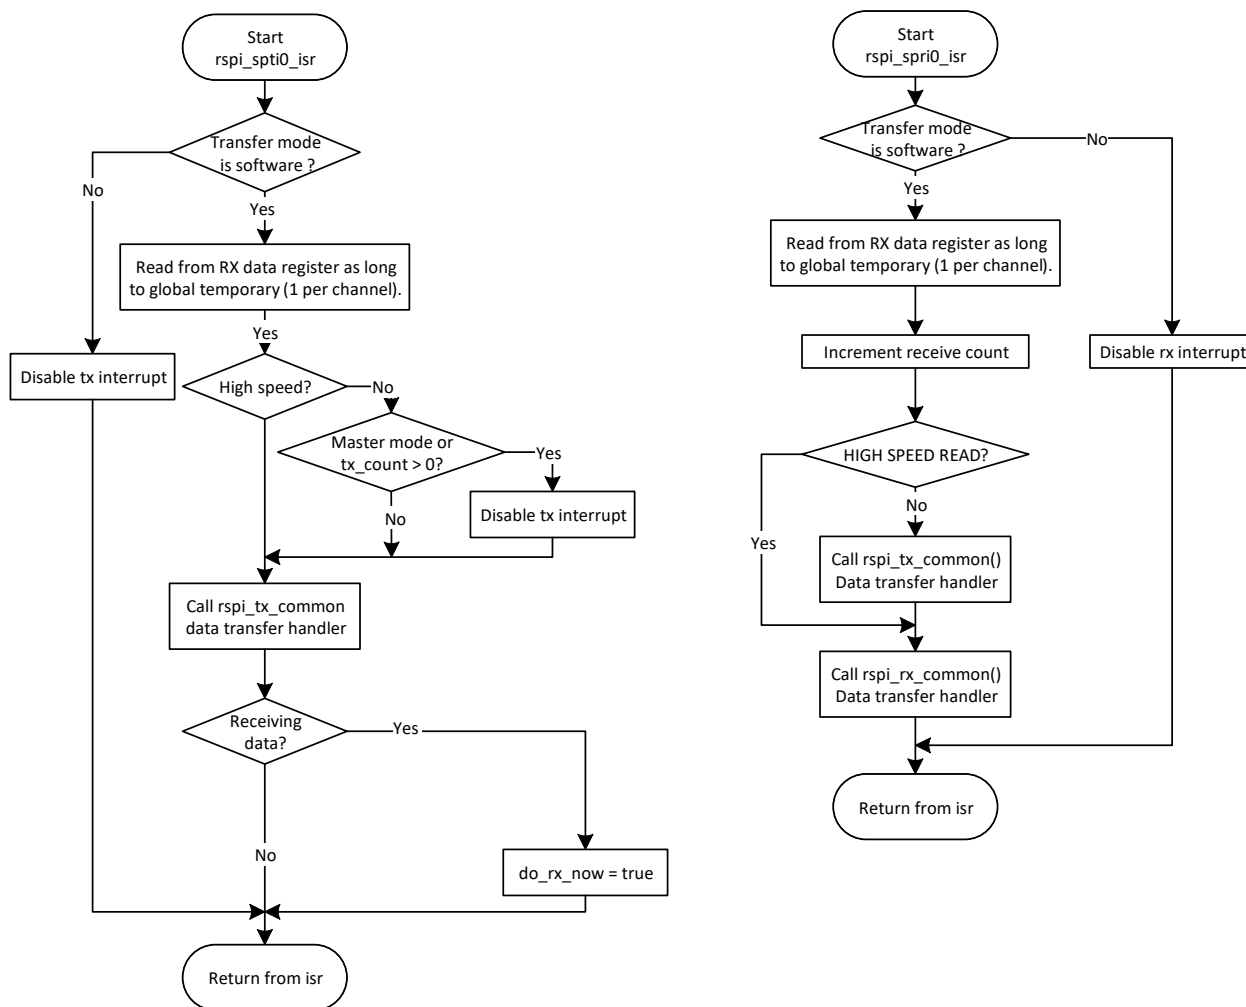 Start
rspi_spti0_isr
Transfer mode
is software ?
No
Yes
Read from RX data register as long
to global temporary (1 per channel).
Yes
Disable tx interrupt
High speed?
No
Master mode or
tx_count > 0?
Yes
No
Disable tx interrupt
Call rspi_tx_common
data transfer handler
Receiving
data?
Yes
No
do_rx_now = true
Return from isr
Start
rspi_spri0_isr
Transfer mode
is software ?
No
Yes
Read from RX data register as long
to global temporary (1 per channel).
Increment receive count
Disable rx interrupt
HIGH SPEED READ?
No
Yes
Call rspi_tx_common()
Data transfer handler
Call rspi_rx_common()
Data transfer handler
Return from isr